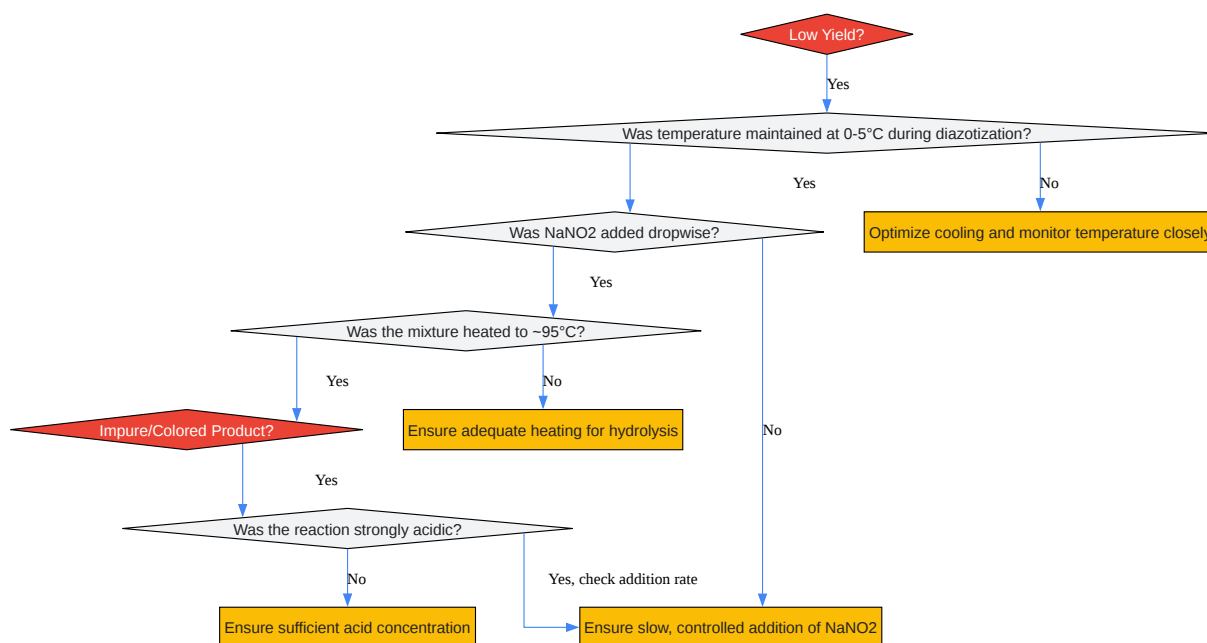 Low Yield?
Yes
Was temperature maintained at 0-5°C during diazotization?
Yes
No
Was NaNO2 added dropwise?
Optimize cooling and monitor temperature closely
Yes
Was the mixture heated to ~95°C?
Yes
No
Impure/Colored Product?
Ensure adequate heating for hydrolysis
No
Yes
Was the reaction strongly acidic?
No
Yes, check addition rate
Ensure sufficient acid concentration
Ensure slow, controlled addition of NaNO2